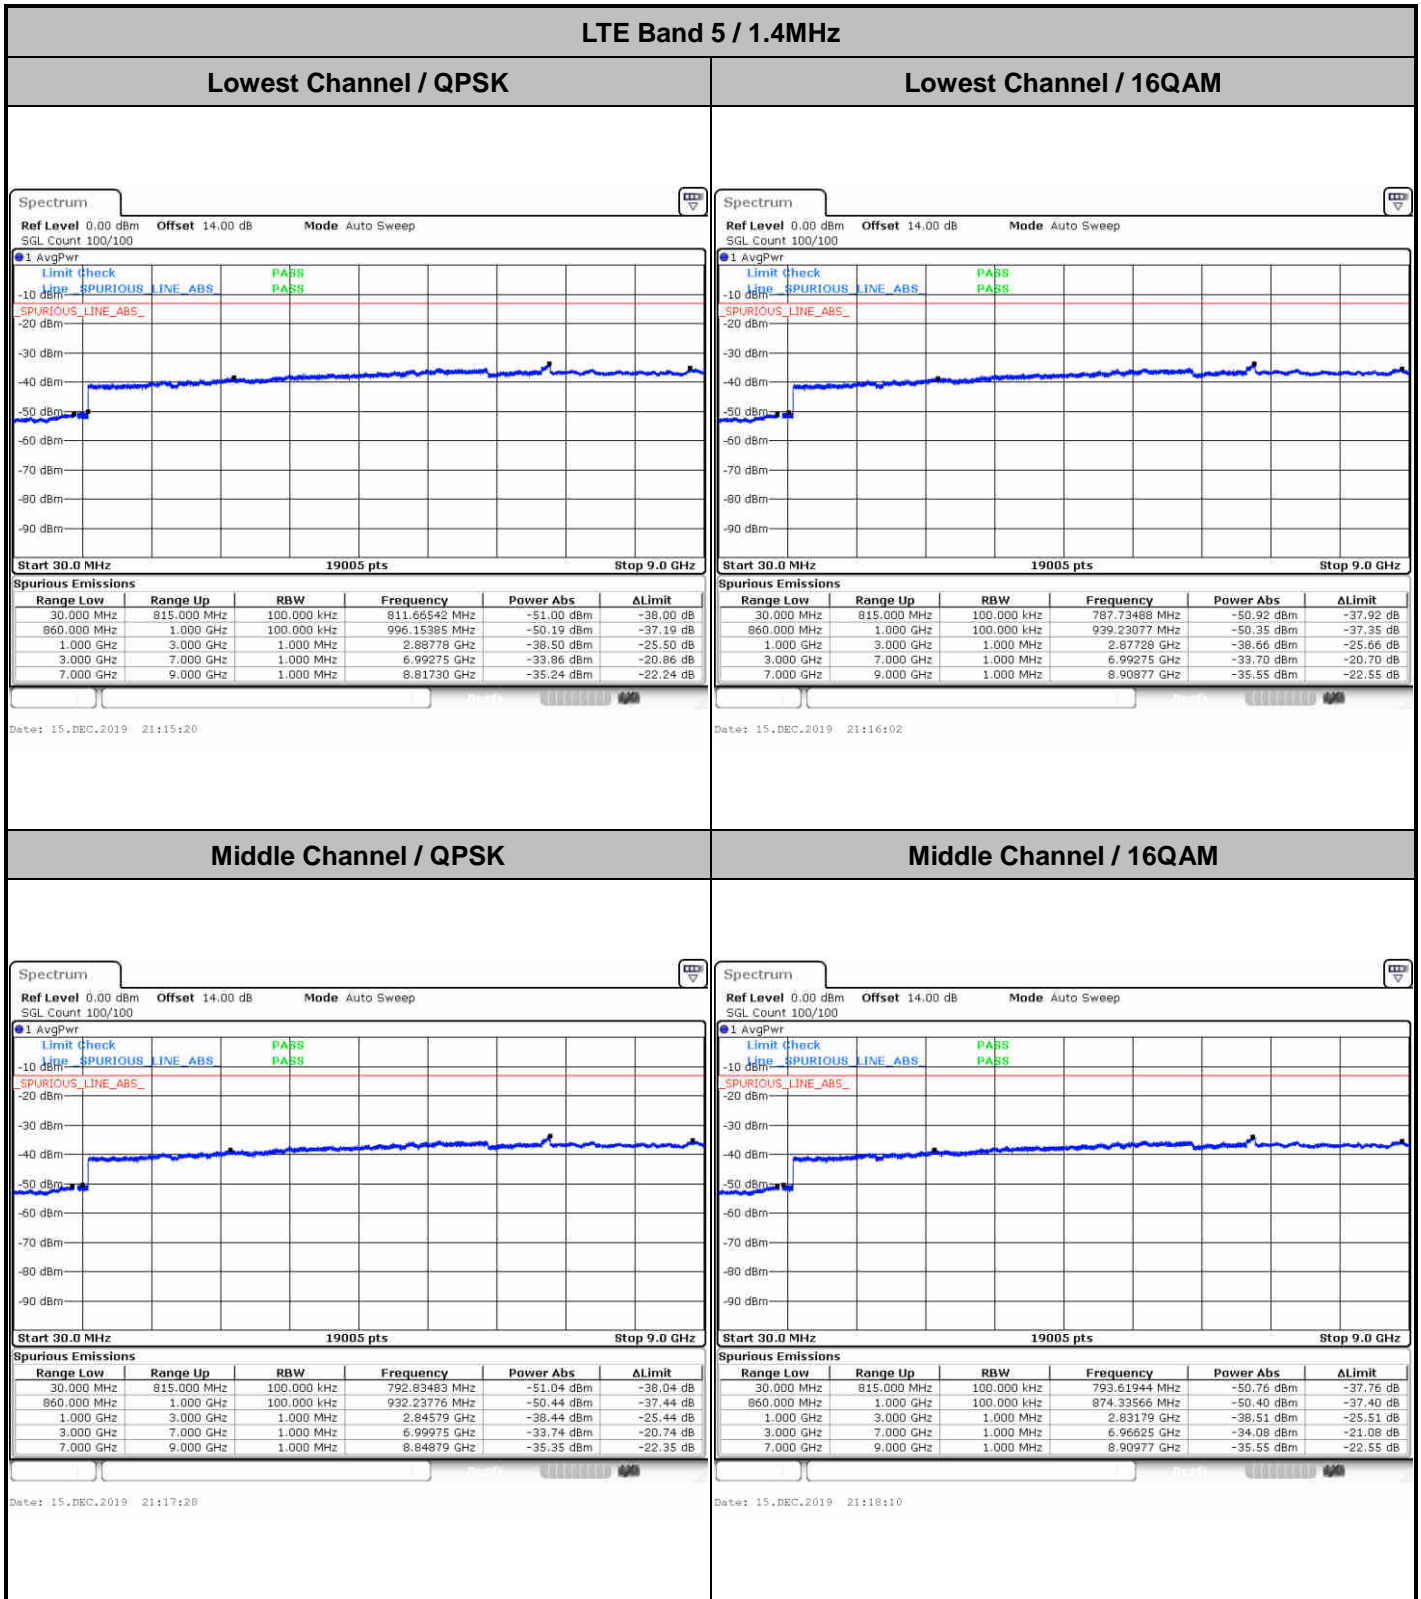 LTE Band 5 / 1.4MHz
Lowest Channel / QPSK
Lowest Channel / 16QAM
Spectrum
Ref Level 0.00 dBm Offset 14.00 dB Mode Auto Sweep
SGL Count 100/100
1 AvgPwr
Limit Check PASS
Line _SPURIOUS_LINE_ABS_ PASS
-10 dBm
_SPURIOUS_LINE_ABS_
-20 dBm
-30 dBm
-40 dBm
-50 dBm
-60 dBm
-70 dBm
-80 dBm
-90 dBm
Start 30.0 MHz 19005 pts Stop 9.0 GHz
Spurious Emissions
Range Low Range Up RBW Frequency Power Abs ΔLimit
30.000 MHz 815.000 MHz 100.000 kHz 811.66542 MHz -51.00 dBm -38.00 dB
860.000 MHz 1.000 GHz 100.000 kHz 996.15385 MHz -50.19 dBm -37.19 dB
1.000 GHz 3.000 GHz 1.000 MHz 2.88778 GHz -38.50 dBm -25.50 dB
3.000 GHz 7.000 GHz 1.000 MHz 6.99275 GHz -33.86 dBm -20.86 dB
7.000 GHz 9.000 GHz 1.000 MHz 8.81730 GHz -35.24 dBm -22.24 dB
Date: 15.DEC.2019 21:15:20
Spectrum
Ref Level 0.00 dBm Offset 14.00 dB Mode Auto Sweep
SGL Count 100/100
1 AvgPwr
Limit Check PASS
Line _SPURIOUS_LINE_ABS_ PASS
-10 dBm
_SPURIOUS_LINE_ABS_
-20 dBm
-30 dBm
-40 dBm
-50 dBm
-60 dBm
-70 dBm
-80 dBm
-90 dBm
Start 30.0 MHz 19005 pts Stop 9.0 GHz
Spurious Emissions
Range Low Range Up RBW Frequency Power Abs ΔLimit
30.000 MHz 815.000 MHz 100.000 kHz 787.73488 MHz -50.92 dBm -37.92 dB
860.000 MHz 1.000 GHz 100.000 kHz 939.23077 MHz -50.35 dBm -37.35 dB
1.000 GHz 3.000 GHz 1.000 MHz 2.87728 GHz -38.66 dBm -25.66 dB
3.000 GHz 7.000 GHz 1.000 MHz 6.99275 GHz -33.70 dBm -20.70 dB
7.000 GHz 9.000 GHz 1.000 MHz 8.90877 GHz -35.55 dBm -22.55 dB
Date: 15.DEC.2019 21:16:02
Middle Channel / QPSK
Middle Channel / 16QAM
Spectrum
Ref Level 0.00 dBm Offset 14.00 dB Mode Auto Sweep
SGL Count 100/100
1 AvgPwr
Limit Check PASS
Line _SPURIOUS_LINE_ABS_ PASS
-10 dBm
_SPURIOUS_LINE_ABS_
-20 dBm
-30 dBm
-40 dBm
-50 dBm
-60 dBm
-70 dBm
-80 dBm
-90 dBm
Start 30.0 MHz 19005 pts Stop 9.0 GHz
Spurious Emissions
Range Low Range Up RBW Frequency Power Abs ΔLimit
30.000 MHz 815.000 MHz 100.000 kHz 792.83483 MHz -51.04 dBm -38.04 dB
860.000 MHz 1.000 GHz 100.000 kHz 932.23776 MHz -50.44 dBm -37.44 dB
1.000 GHz 3.000 GHz 1.000 MHz 2.84579 GHz -38.44 dBm -25.44 dB
3.000 GHz 7.000 GHz 1.000 MHz 6.99975 GHz -33.74 dBm -20.74 dB
7.000 GHz 9.000 GHz 1.000 MHz 8.84879 GHz -35.35 dBm -22.35 dB
Date: 15.DEC.2019 21:17:28
Spectrum
Ref Level 0.00 dBm Offset 14.00 dB Mode Auto Sweep
SGL Count 100/100
1 AvgPwr
Limit Check PASS
Line _SPURIOUS_LINE_ABS_ PASS
-10 dBm
_SPURIOUS_LINE_ABS_
-20 dBm
-30 dBm
-40 dBm
-50 dBm
-60 dBm
-70 dBm
-80 dBm
-90 dBm
Start 30.0 MHz 19005 pts Stop 9.0 GHz
Spurious Emissions
Range Low Range Up RBW Frequency Power Abs ΔLimit
30.000 MHz 815.000 MHz 100.000 kHz 793.61944 MHz -50.76 dBm -37.76 dB
860.000 MHz 1.000 GHz 100.000 kHz 874.33566 MHz -50.40 dBm -37.40 dB
1.000 GHz 3.000 GHz 1.000 MHz 2.83179 GHz -38.51 dBm -25.51 dB
3.000 GHz 7.000 GHz 1.000 MHz 6.96625 GHz -34.08 dBm -21.08 dB
7.000 GHz 9.000 GHz 1.000 MHz 8.90977 GHz -35.55 dBm -22.55 dB
Date: 15.DEC.2019 21:18:10